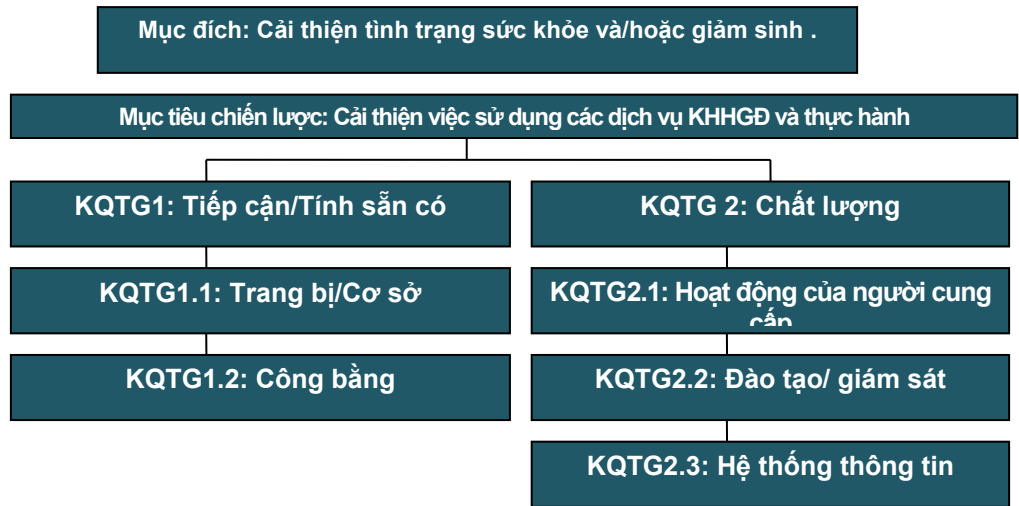 Mục đích: Cải thiện tình trạng sức khỏe và/hoặc giảm sinh .
Mục tiêu chiến lược: Cải thiện việc sử dụng các dịch vụ KHHGĐ và thực hành
KQTG1: Tiếp cận/Tính sẵn có
KQTG 2: Chất lượng
KQTG1.1: Trang bị/Cơ sở
KQTG2.1: Hoạt động của người cung
cấp
KQTG1.2: Công bằng
KQTG2.2: Đào tạo/ giám sát
KQTG2.3: Hệ thống thông tin